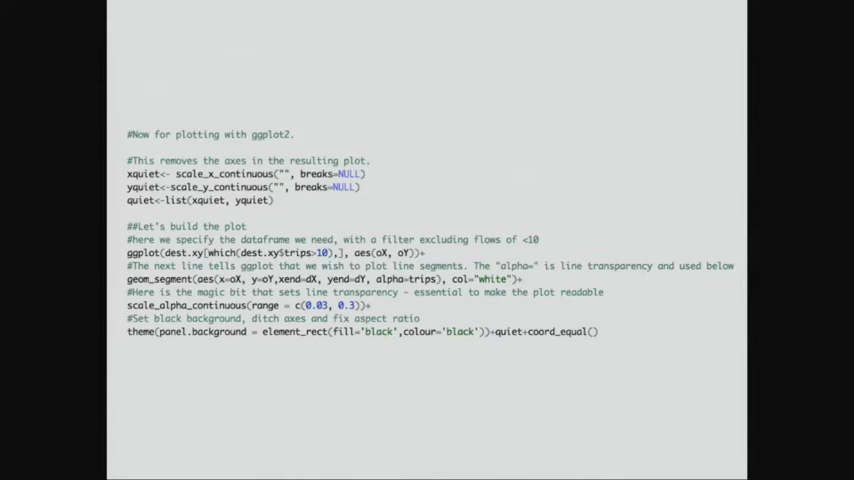 #Now for plotting with ggplot2.
#This removes the axes in the resulting plot.
xquiet<- scale_x_continuous("", breaks=NULL)
yquiet<-scale_y_continuous("", breaks=NULL)
quiet<-list(xquiet, yquiet)
##Let's build the plot
#here we specify the dataframe we need, with a filter excluding flows of <10
ggplot(dest.xy[which(dest.xy$trips>10),], aes(oX, oY))+
#The next line tells ggplot that we wish to plot line segments. The "alpha=" is line transparency and used below
geom_segment(aes(x=oX, y=oY,xend=dX, yend=dY, alpha=trips), col="white")+
#Here is the magic bit that sets line transparency - essential to make the plot readable
scale_alpha_continuous(range = c(0.03, 0.3))+
#Set black background, ditch axes and fix aspect ratio
theme(panel.background = element_rect(fill='black',colour='black'))+quiet+coord_equal()